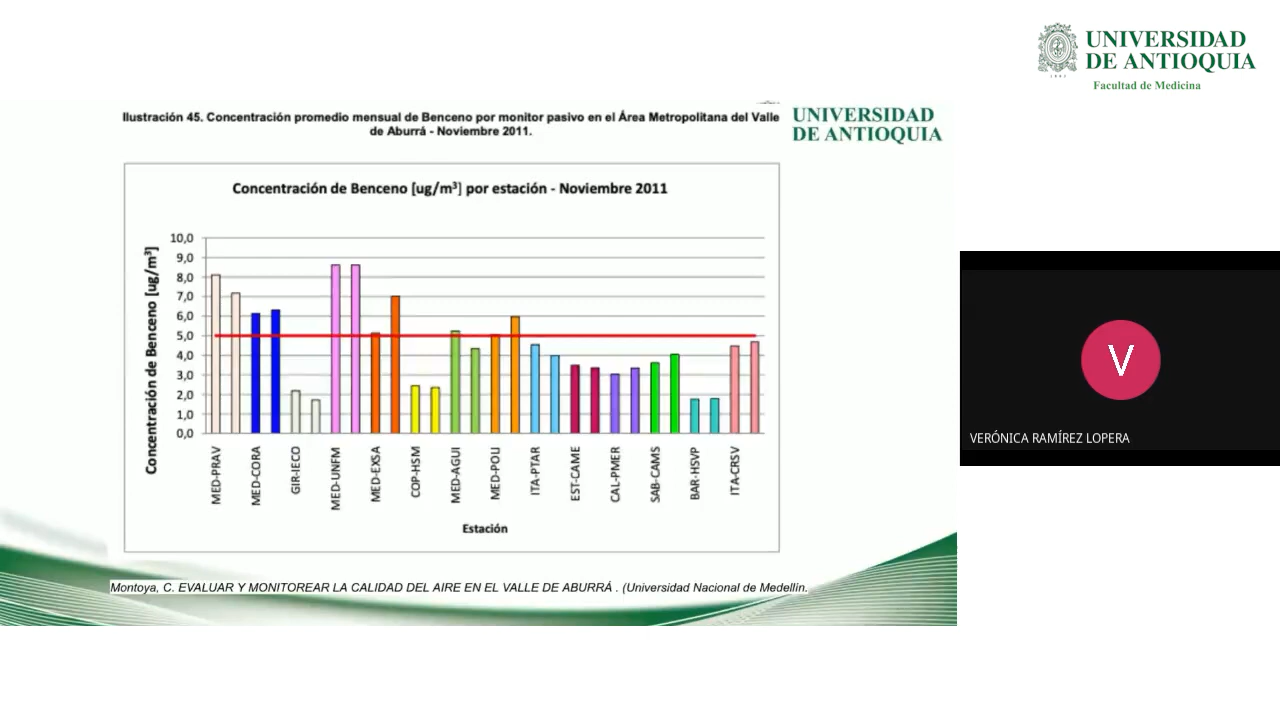 UNIVERSIDAD
DE ANTIOQUIA
Facultad de Medicina
Ilustración 45. Concentración promedio mensual de Benceno por monitor pasivo en el Área Metropolitana del Valle
de Aburrá - Noviembre 2011.
UNIVERSIDAD
DE ANTIOQUIA
Concentración de Benceno [ug/m³] por estación - Noviembre 2011
Concentración de Benceno [ug/m³]
10,0
9,0
8,0
7,0
6,0
5,0
4,0
3,0
2,0
1,0
0,0
MED-PRAV
MED-CORA
GIR-IECO
MED-UNFM
MED-EXSA
COP-HSM
MED-AGUI
MED-POLI
ITA-PTAR
EST-CAME
CAL-PMER
SAB-CAMS
BAR-HSVP
ITA-CRSV
Estación
Montoya, C. EVALUAR Y MONITOREAR LA CALIDAD DEL AIRE EN EL VALLE DE ABURRÁ . (Universidad Nacional de Medellín.
V
VERÓNICA RAMÍREZ LOPERA